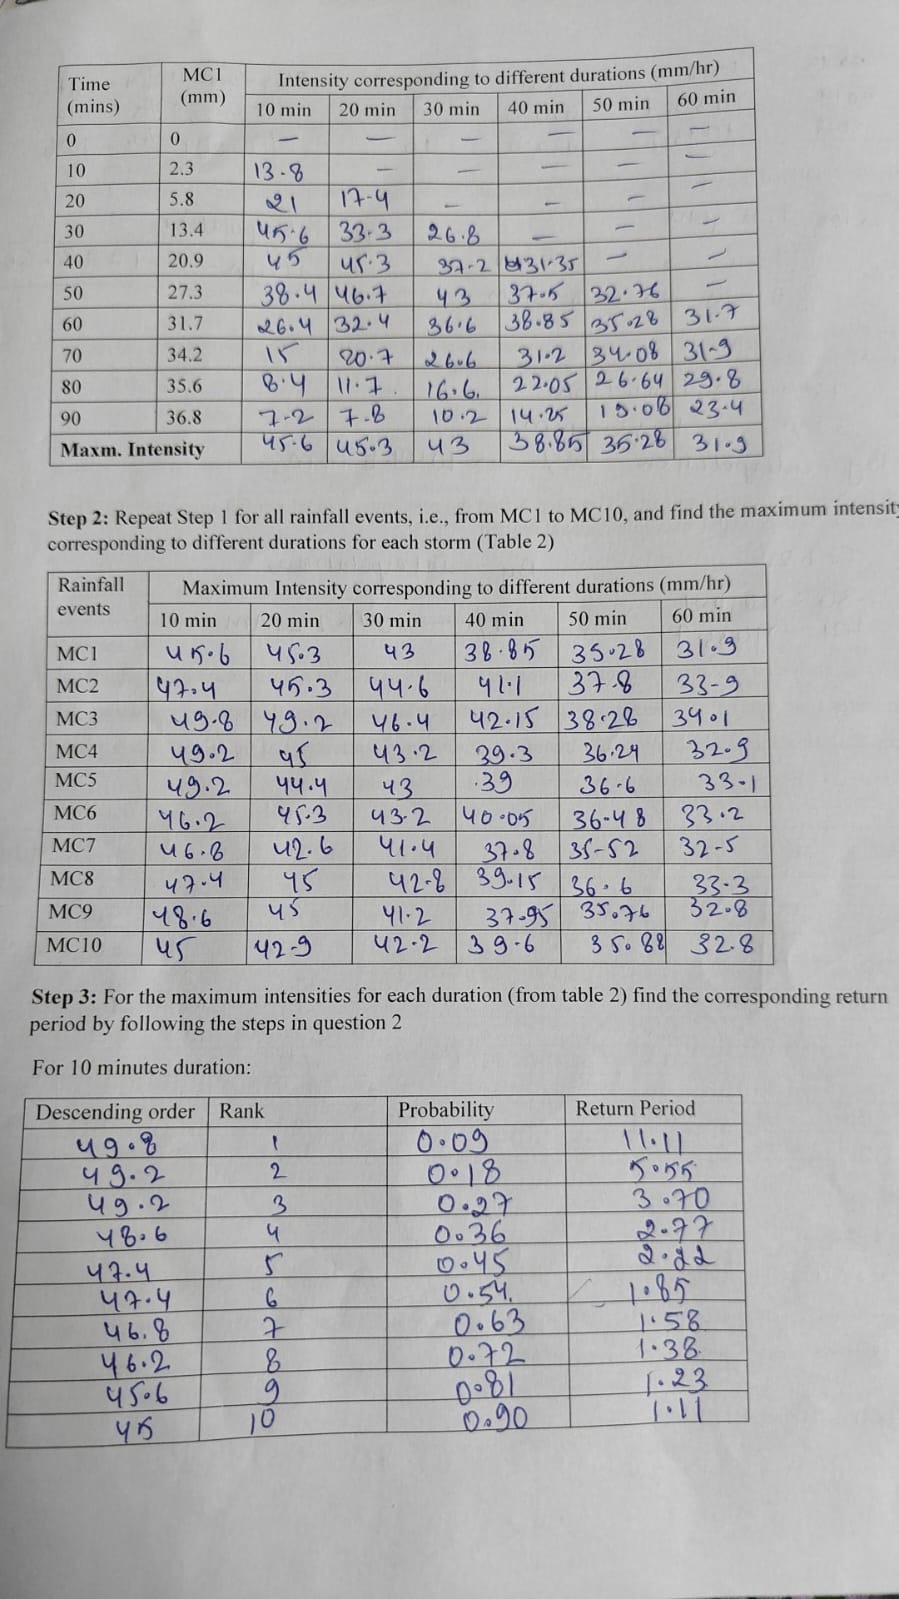 Time (mins) MC1 (mm) Intensity corresponding to different durations (mm/hr)
10 min 20 min 30 min 40 min 50 min 60 min
0 0 — — — — — —
10 2.3 13.8 — — — — —
20 5.8 21 17.4 — — — —
30 13.4 45.6 33.3 26.8 — — —
40 20.9 45 45.3 37.2 31.35 — —
50 27.3 38.4 46.7 43 37.5 32.76 —
60 31.7 26.4 32.4 36.6 38.85 35.28 31.7
70 34.2 15 20.7 26.6 31.2 34.08 31.9
80 35.6 8.4 11.7 16.6 22.05 26.64 29.8
90 36.8 7.2 7.8 10.2 14.25 19.08 23.4
Maxm. Intensity 45.6 45.3 43 38.85 35.28 31.9
Step 2: Repeat Step 1 for all rainfall events, i.e., from MC1 to MC10, and find the maximum intensity
corresponding to different durations for each storm (Table 2)
Rainfall events Maximum Intensity corresponding to different durations (mm/hr)
10 min 20 min 30 min 40 min 50 min 60 min
MC1 45.6 45.3 43 38.85 35.28 31.9
MC2 47.4 45.3 44.6 41.1 37.8 33.9
MC3 49.8 49.2 46.4 42.15 38.28 34.1
MC4 49.2 45 43.2 39.3 36.24 32.9
MC5 49.2 44.4 43 39 36.6 33.1
MC6 46.2 45.3 43.2 40.05 36.48 33.2
MC7 46.8 42.6 41.4 37.8 35.52 32.5
MC8 47.4 45 42.8 39.15 36.6 33.3
MC9 48.6 45 41.2 37.95 35.76 32.8
MC10 45 42.9 42.2 39.6 35.88 32.8
Step 3: For the maximum intensities for each duration (from table 2) find the corresponding return
period by following the steps in question 2
For 10 minutes duration:
Descending order Rank Probability Return Period
49.8 1 0.09 11.11
49.2 2 0.18 5.55
49.2 3 0.27 3.70
48.6 4 0.36 2.77
47.4 5 0.45 2.22
47.4 6 0.54 1.85
46.8 7 0.63 1.58
46.2 8 0.72 1.38
45.6 9 0.81 1.23
45 10 0.90 1.11